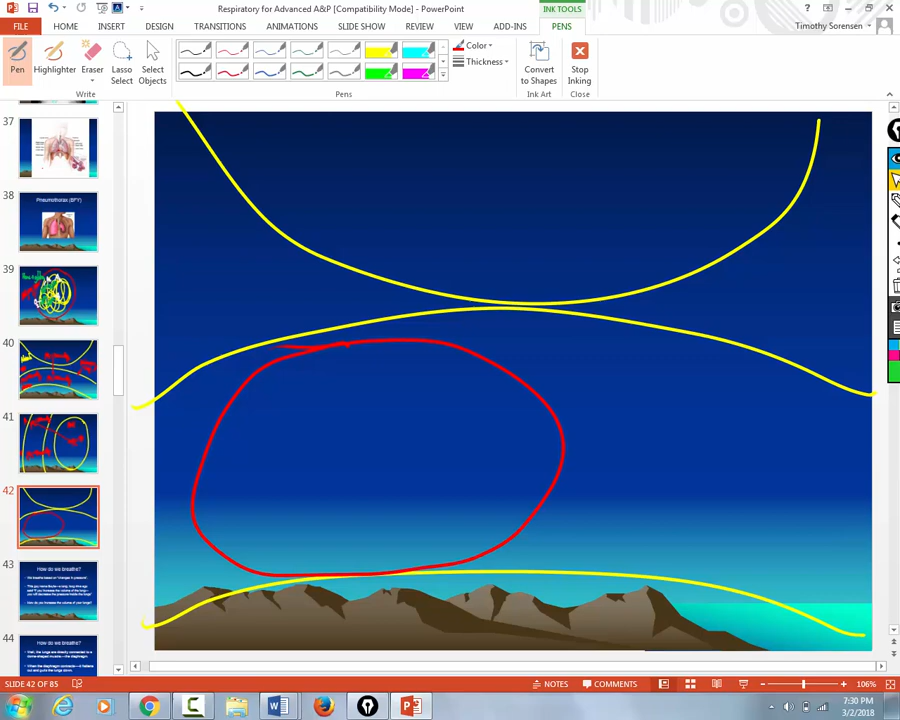 Respiratory for Advanced A&P [Compatibility Mode] - PowerPoint
INK TOOLS
FILE HOME INSERT DESIGN TRANSITIONS ANIMATIONS SLIDE SHOW REVIEW VIEW ADD-INS PENS
Timothy Sorensen
Pen Highlighter Eraser Lasso Select Select Objects
Color
Thickness
Convert to Shapes
Stop Inking
Write Pens Ink Art Close
37
38
Pneumothorax (BFY)
39
40
41
42
43
How do we breathe?
44
How do we breathe?
SLIDE 42 OF 85
NOTES
COMMENTS
106%
7:30 PM
3/2/2018